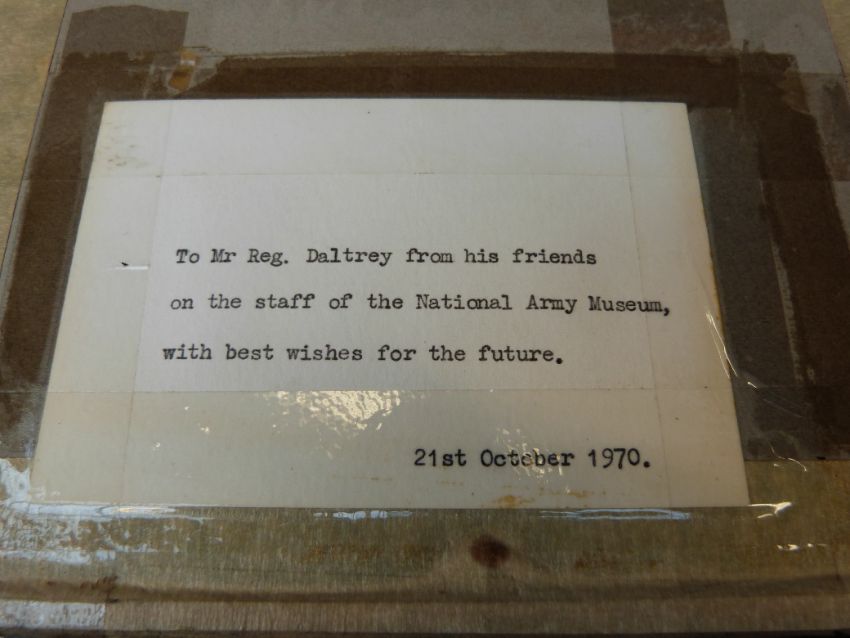 To Mr Reg. Daltrey from his friends
on the staff of the National Army Museum,
with best wishes for the future.
21st October 1970.